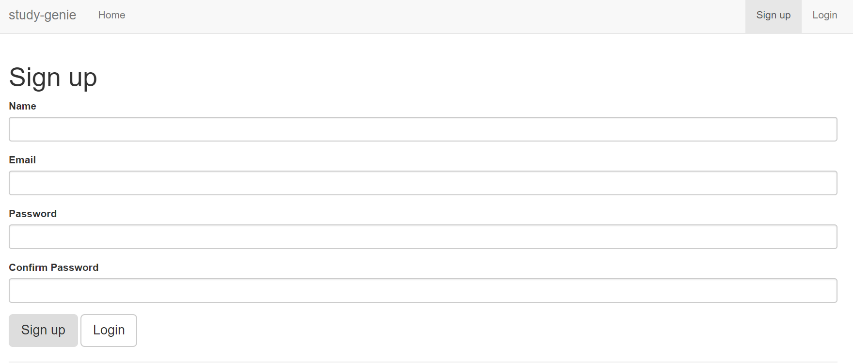 study-genie Home Sign up Login
Sign up
Name
Email
Password
Confirm Password
Sign up Login